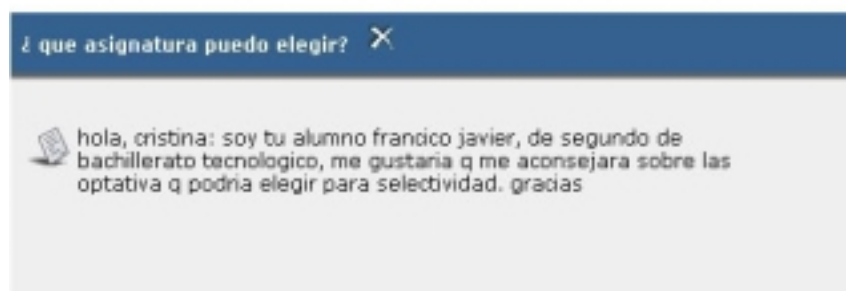 ¿ que asignatura puedo elegir?
hola, cristina: soy tu alumno francico javier, de segundo de
bachillerato tecnologico, me gustaria q me aconsejara sobre las
optativa q podria elegir para selectividad. gracias